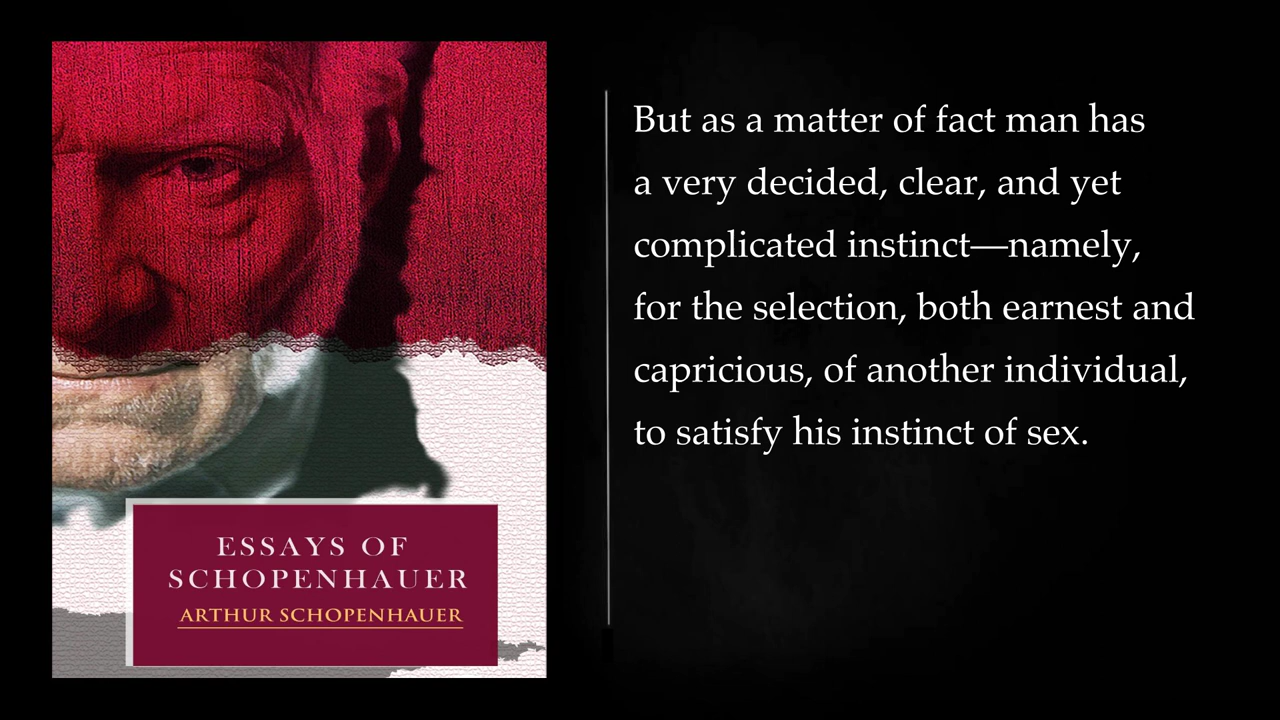 ESSAYS OF
SCHOPENHAUER
ARTHUR SCHOPENHAUER
But as a matter of fact man has
a very decided, clear, and yet
complicated instinct—namely,
for the selection, both earnest and
capricious, of another individual,
to satisfy his instinct of sex.